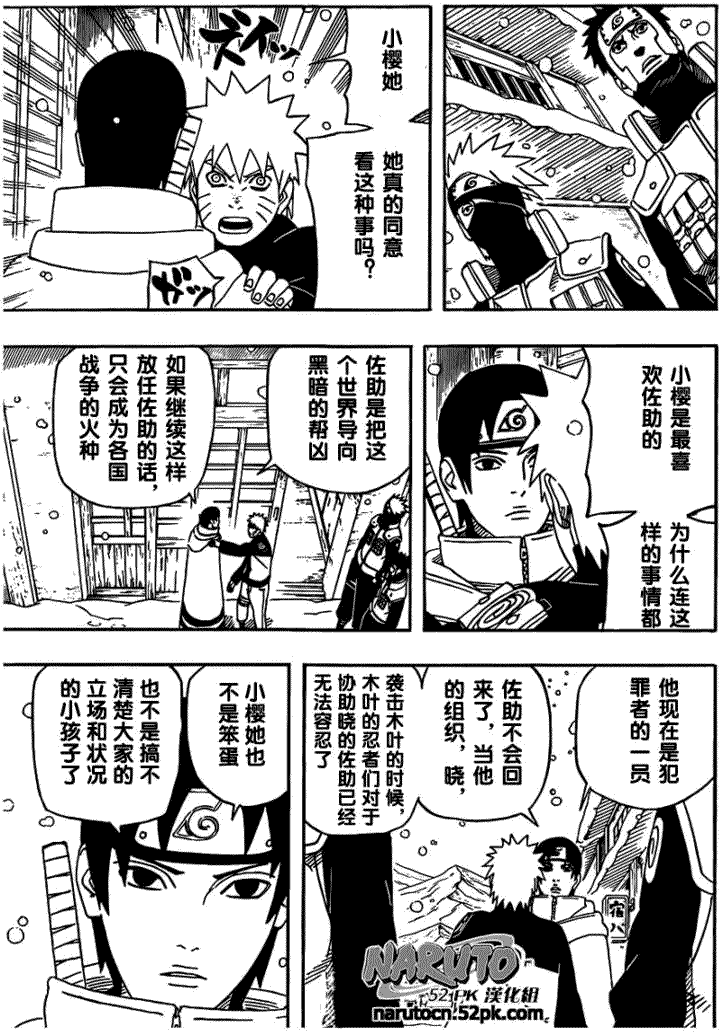 小樱她
她真的同意
看这种事吗?
小樱是最喜
欢佐助的
为什么连这
样的事情都
佐助是把这
个世界导向
黑暗的帮凶
如果继续这样
放任佐助的话，
只会成为各国
战争的火种
他现在是犯
罪者的一员
佐助不会回
来了，当他
的组织，晓，
袭击木叶的时候，
木叶的忍者们对于
协助晓的佐助已经
无法容忍了
小樱她也
不是笨蛋
也不是搞不
清楚大家的
立场和状况
的小孩子了
宿八
NARUTO
52PK 漢化組
narutocn.52pk.com